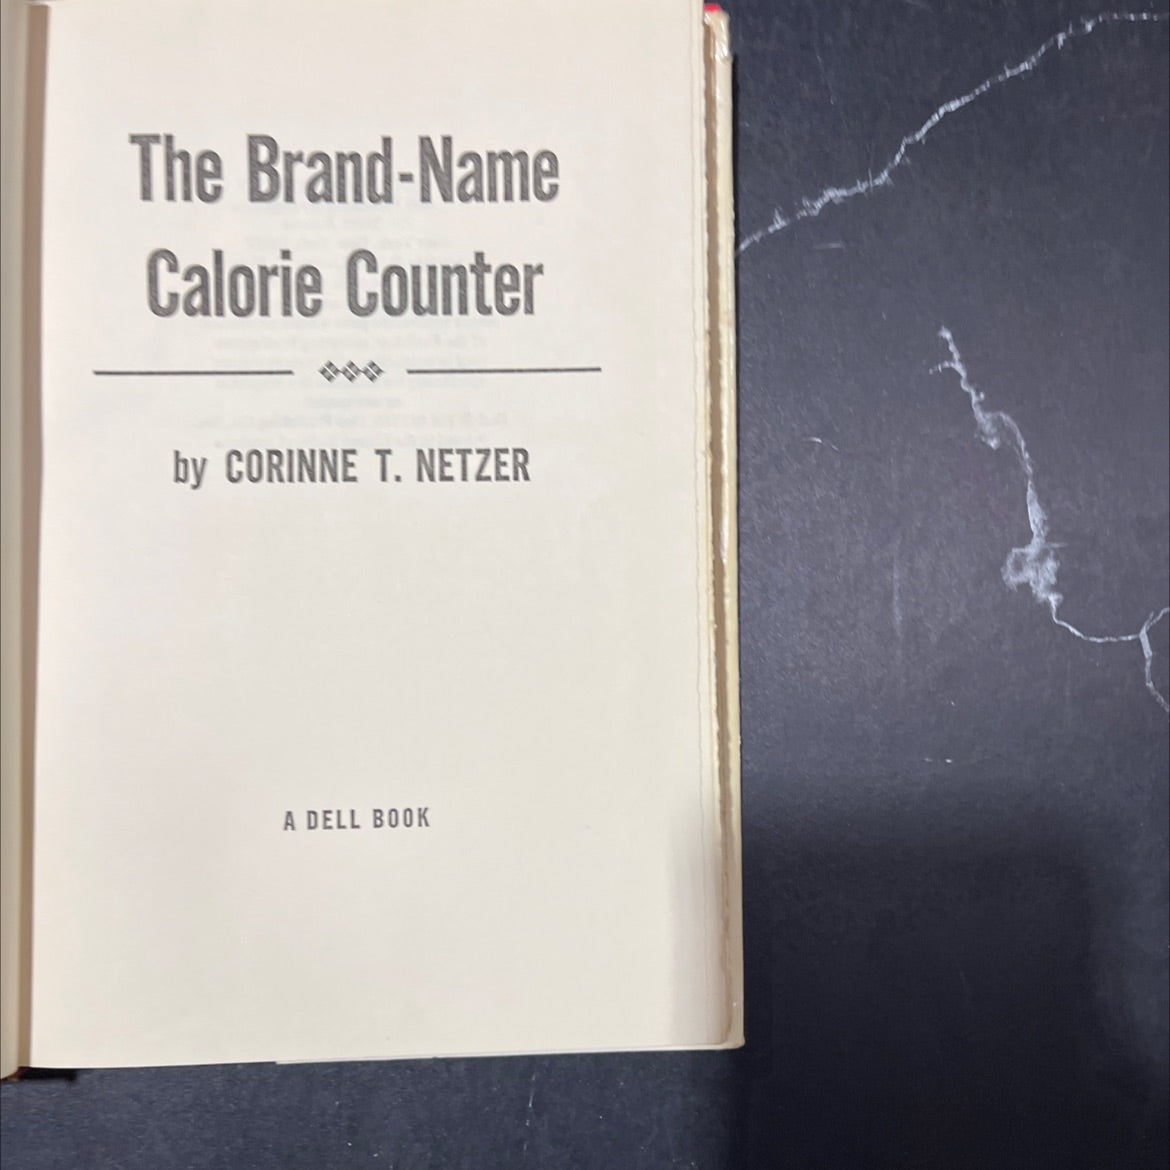 The Brand-Name
Calorie Counter
by CORINNE T. NETZER
A DELL BOOK